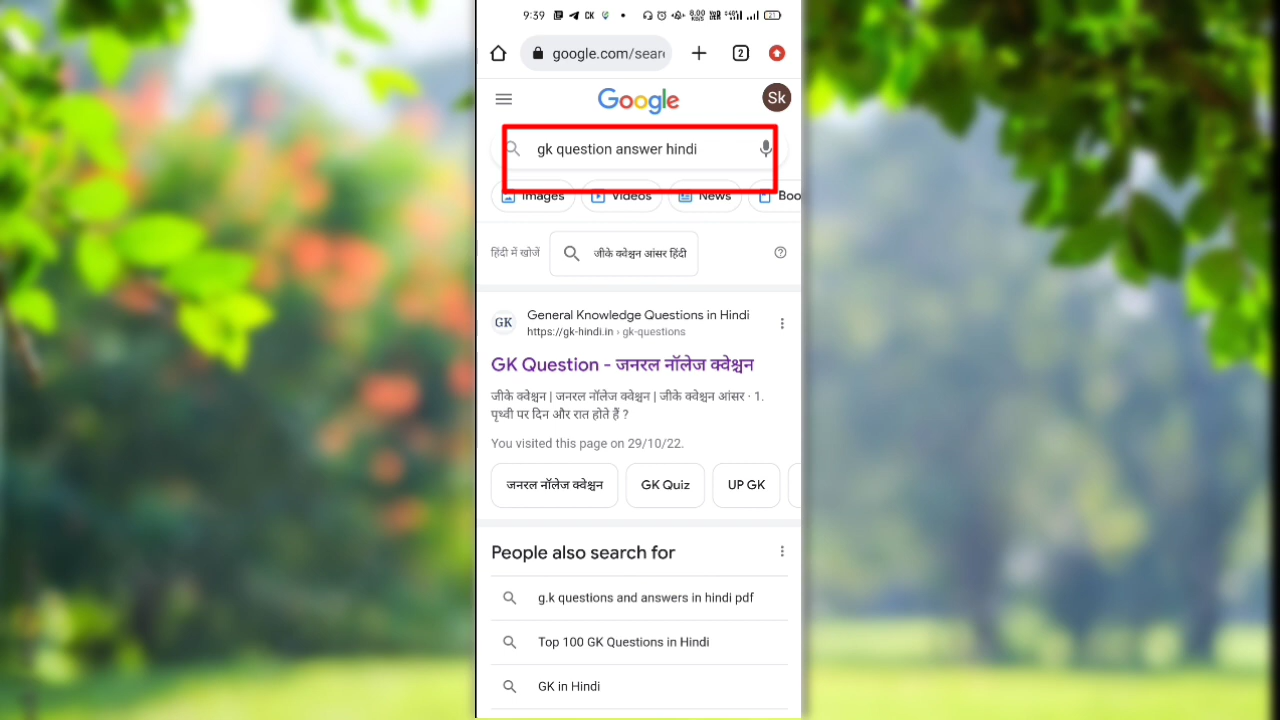 9:39
CK
google.com/sear
2
Google
Sk
gk question answer hindi
Images
Videos
News
Boo
हिंदी में खोजें
जीके क्वेश्चन आंसर हिंदी
GK
General Knowledge Questions in Hindi
https://gk-hindi.in › gk-questions
GK Question - जनरल नॉलेज क्वेश्चन
जीके क्वेश्चन | जनरल नॉलेज क्वेश्चन | जीके क्वेश्चन आंसर · 1.
पृथ्वी पर दिन और रात होते हैं ?
You visited this page on 29/10/22.
जनरल नॉलेज क्वेश्चन
GK Quiz
UP GK
People also search for
g.k questions and answers in hindi pdf
Top 100 GK Questions in Hindi
GK in Hindi